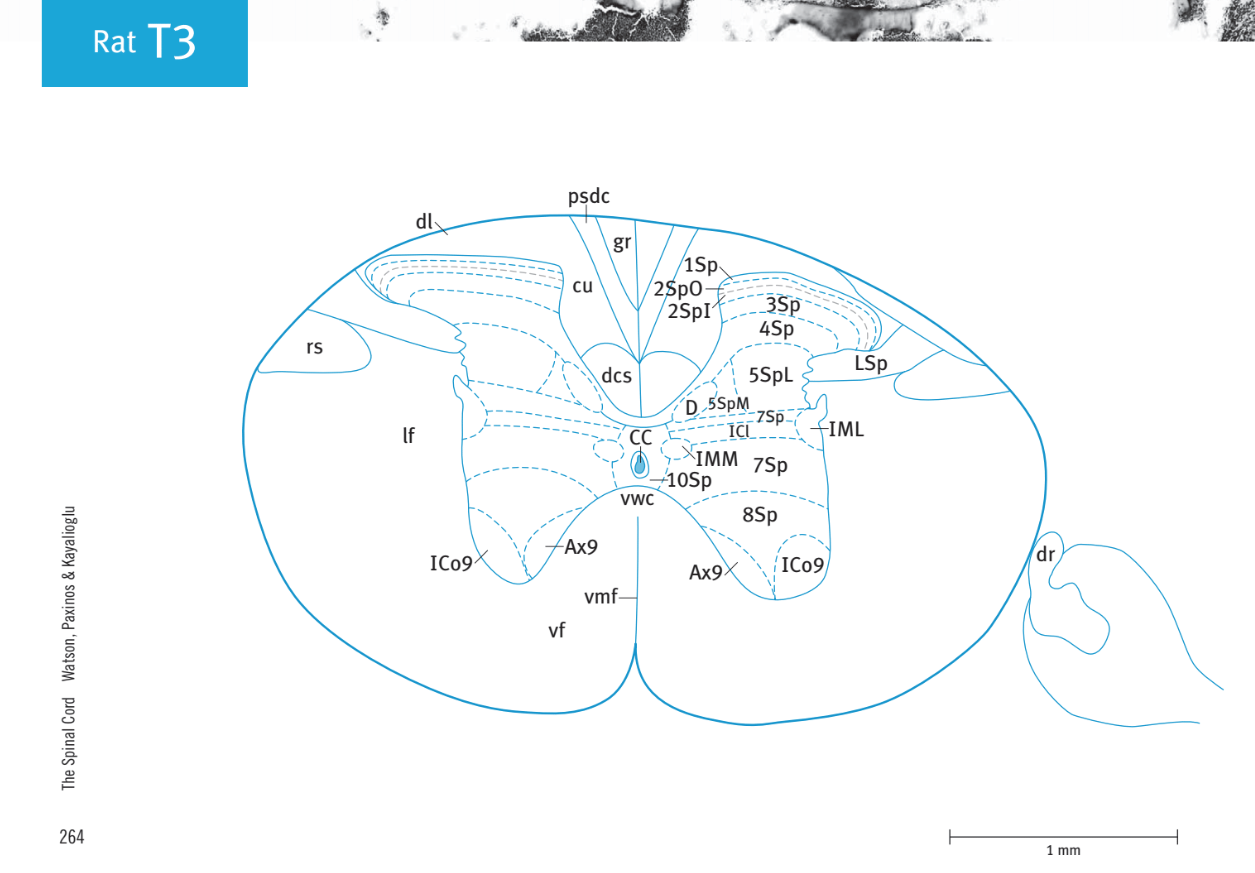 Rat T3
psdc
dl
gr
1Sp
cu
2SpO
2SpI
3Sp
4Sp
rs
dcs
LSp
5SpL
D
5SpM
7Sp
lf
CC
ICl
IML
IMM
7Sp
10Sp
vwc
8Sp
Ax9
ICo9
Ax9
ICo9
dr
vmf
vf
The Spinal Cord Watson, Paxinos & Kayalioglu
264
1 mm